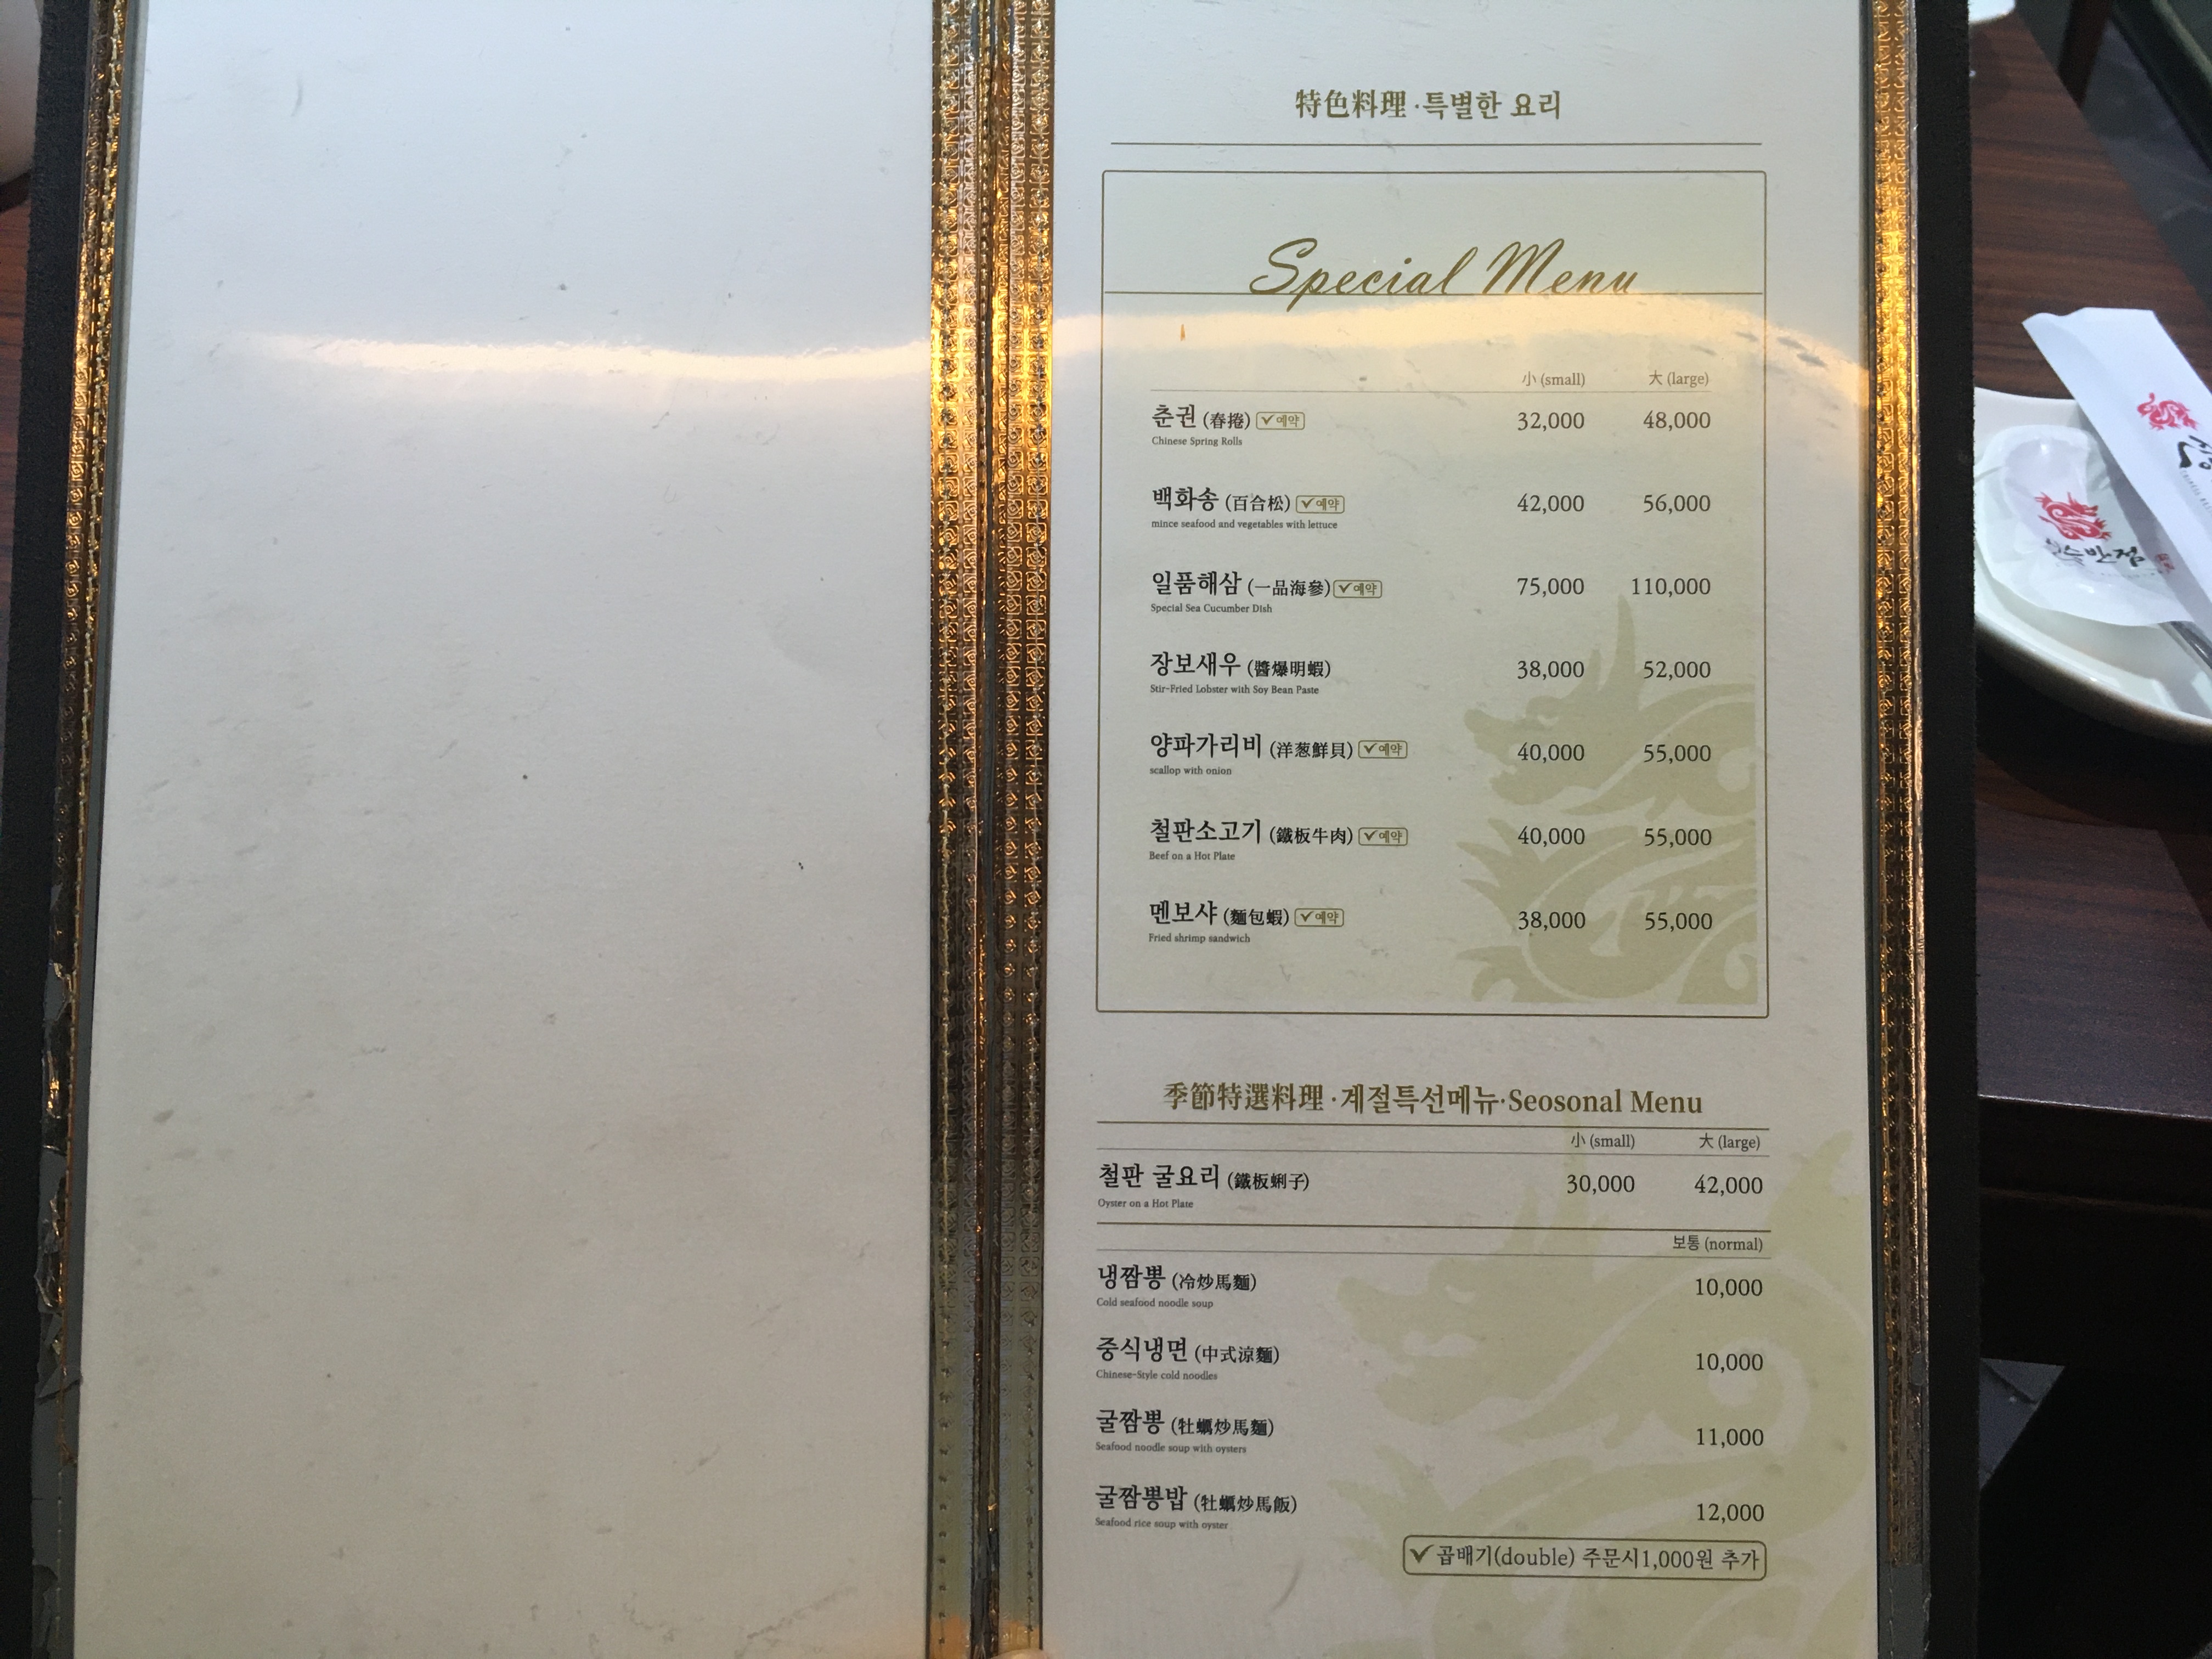 特色料理 · 특별한 요리
Special Menu
小 (small) 大 (large)
춘권 (春捲) ✓예약 32,000 48,000
Chinese Spring Rolls
백화송 (百合松) ✓예약 42,000 56,000
mince seafood and vegetables with lettuce
일품해삼 (一品海參) ✓예약 75,000 110,000
Special Sea Cucumber Dish
장보새우 (醬爆明蝦) 38,000 52,000
Stir-Fried Lobster with Soy Bean Paste
양파가리비 (洋葱鮮貝) ✓예약 40,000 55,000
scallop with onion
철판소고기 (鐵板牛肉) ✓예약 40,000 55,000
Beef on a Hot Plate
멘보샤 (麵包蝦) ✓예약 38,000 55,000
Fried shrimp sandwich
季節特選料理 · 계절특선메뉴 · Seosonal Menu
小 (small) 大 (large)
철판 굴요리 (鐵板蜊子) 30,000 42,000
Oyster on a Hot Plate
보통 (normal)
냉짬뽕 (冷炒馬麵) 10,000
Cold seafood noodle soup
중식냉면 (中式涼麵) 10,000
Chinese-Style cold noodles
굴짬뽕 (牡蠣炒馬麵) 11,000
Seafood noodle soup with oysters
굴짬뽕밥 (牡蠣炒馬飯) 12,000
Seafood rice soup with oyster
✓곱배기(double) 주문시1,000원 추가